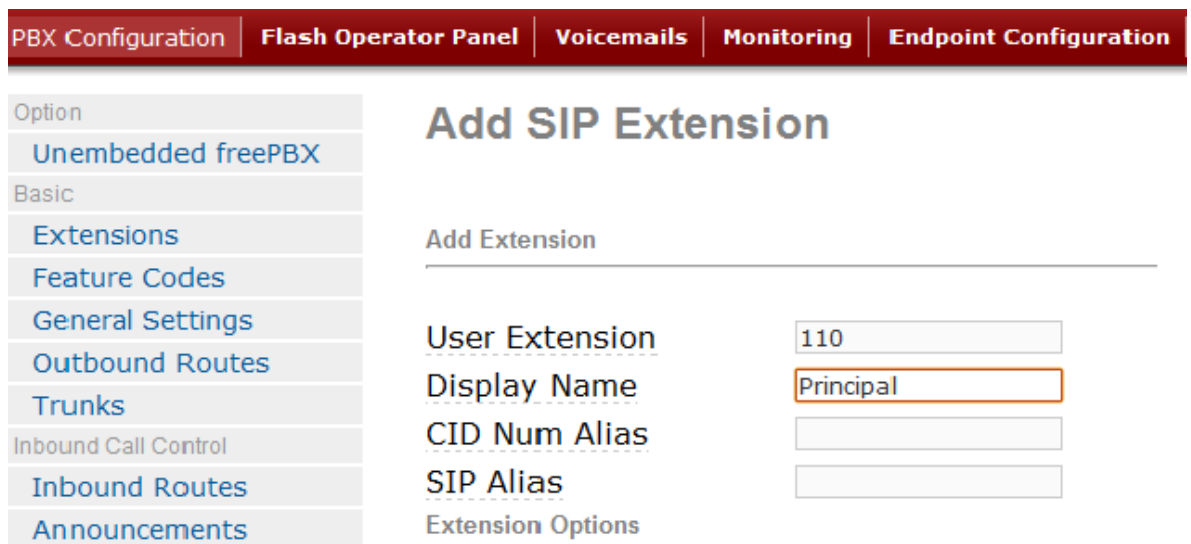 PBX Configuration Flash Operator Panel Voicemails Monitoring Endpoint Configuration
Option
Unembedded freePBX
Basic
Extensions
Feature Codes
General Settings
Outbound Routes
Trunks
Inbound Call Control
Inbound Routes
Announcements
Add SIP Extension
Add Extension
User Extension 110
Display Name Principal
CID Num Alias
SIP Alias
Extension Options